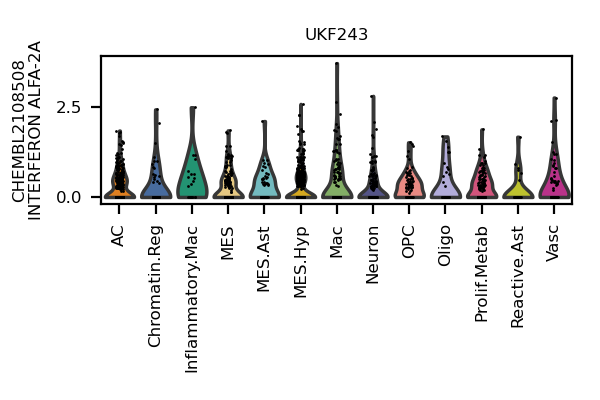 UKF243
CHEMBL2108508
INTERFERON ALFA-2A
2.5
0.0
AC
Chromatin.Reg
Inflammatory.Mac
MES
MES.Ast
MES.Hyp
Mac
Neuron
OPC
Oligo
Prolif.Metab
Reactive.Ast
Vasc